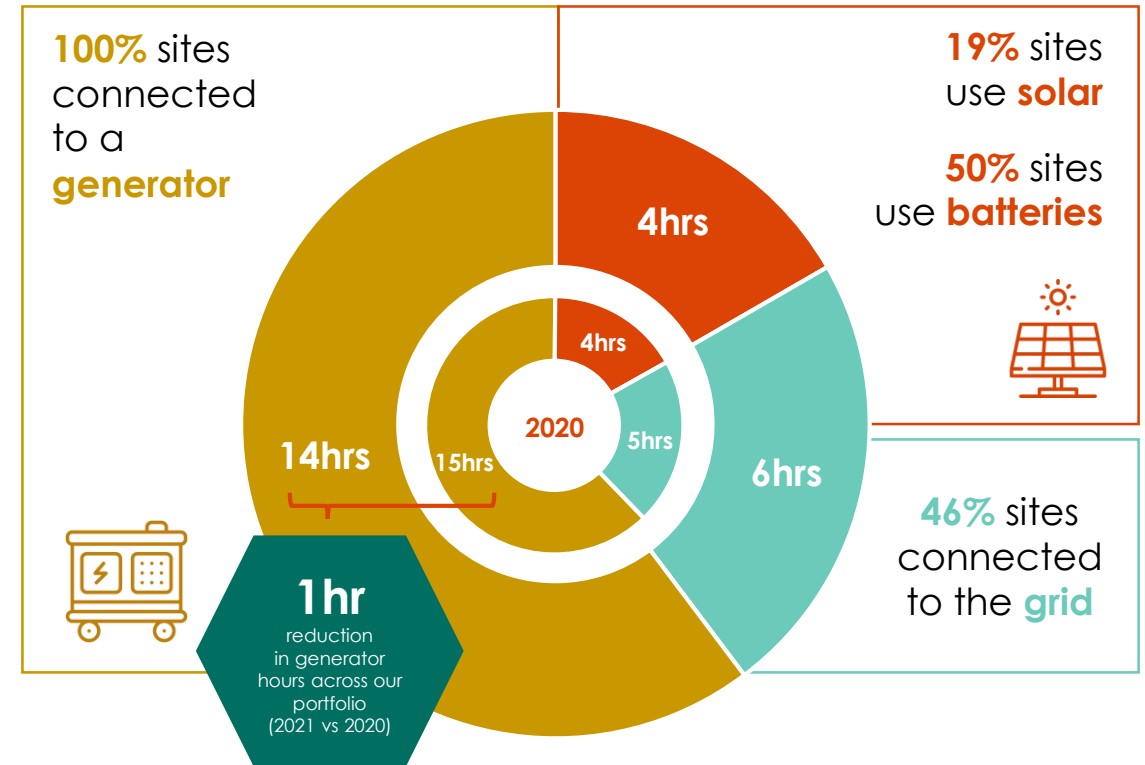 100% sites
connected
to a
generator
19% sites
use solar
50% sites
use batteries
4hrs
6hrs
14hrs
4hrs
5hrs
15hrs
2020
46% sites
connected
to the grid
1hr
reduction
in generator
hours across our
portfolio
(2021 vs 2020)